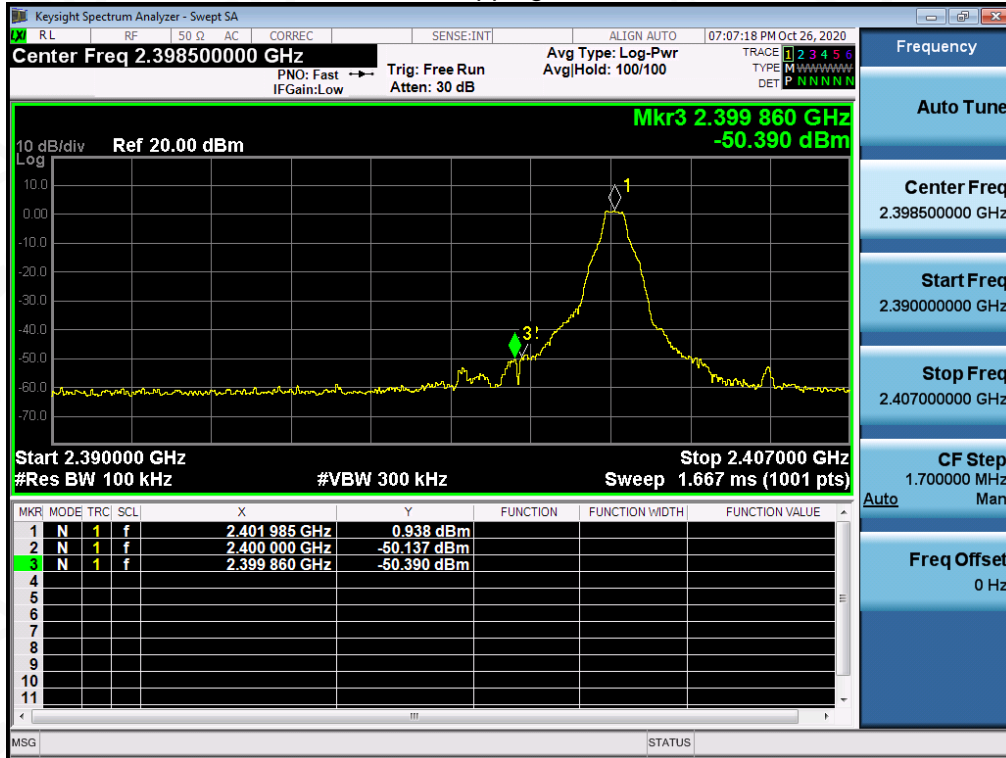 Keysight Spectrum Analyzer - Swept SA
LXI RL RF 50 Ω AC CORREC SENSE:INT ALIGN AUTO 07:07:18 PM Oct 26, 2020
Center Freq 2.398500000 GHz
PNO: Fast
IFGain:Low
Trig: Free Run
Atten: 30 dB
Avg Type: Log-Pwr
Avg|Hold: 100/100
TRACE 1 2 3 4 5 6
TYPE M WWWWW
DET P N N N N N
Mkr3 2.399 860 GHz
-50.390 dBm
10 dB/div Ref 20.00 dBm
Log
10.0
0.00
-10.0
-20.0
-30.0
-40.0
-50.0
-60.0
-70.0
1
3!
Start 2.390000 GHz Stop 2.407000 GHz
#Res BW 100 kHz #VBW 300 kHz Sweep 1.667 ms (1001 pts)
MKR MODE TRC SCL X Y FUNCTION FUNCTION WIDTH FUNCTION VALUE
1 N 1 f 2.401 985 GHz 0.938 dBm
2 N 1 f 2.400 000 GHz -50.137 dBm
3 N 1 f 2.399 860 GHz -50.390 dBm
4
5
6
7
8
9
10
11
MSG STATUS
Frequency
Auto Tune
Center Freq
2.398500000 GHz
Start Freq
2.390000000 GHz
Stop Freq
2.407000000 GHz
CF Step
1.700000 MHz
Auto Man
Freq Offset
0 Hz